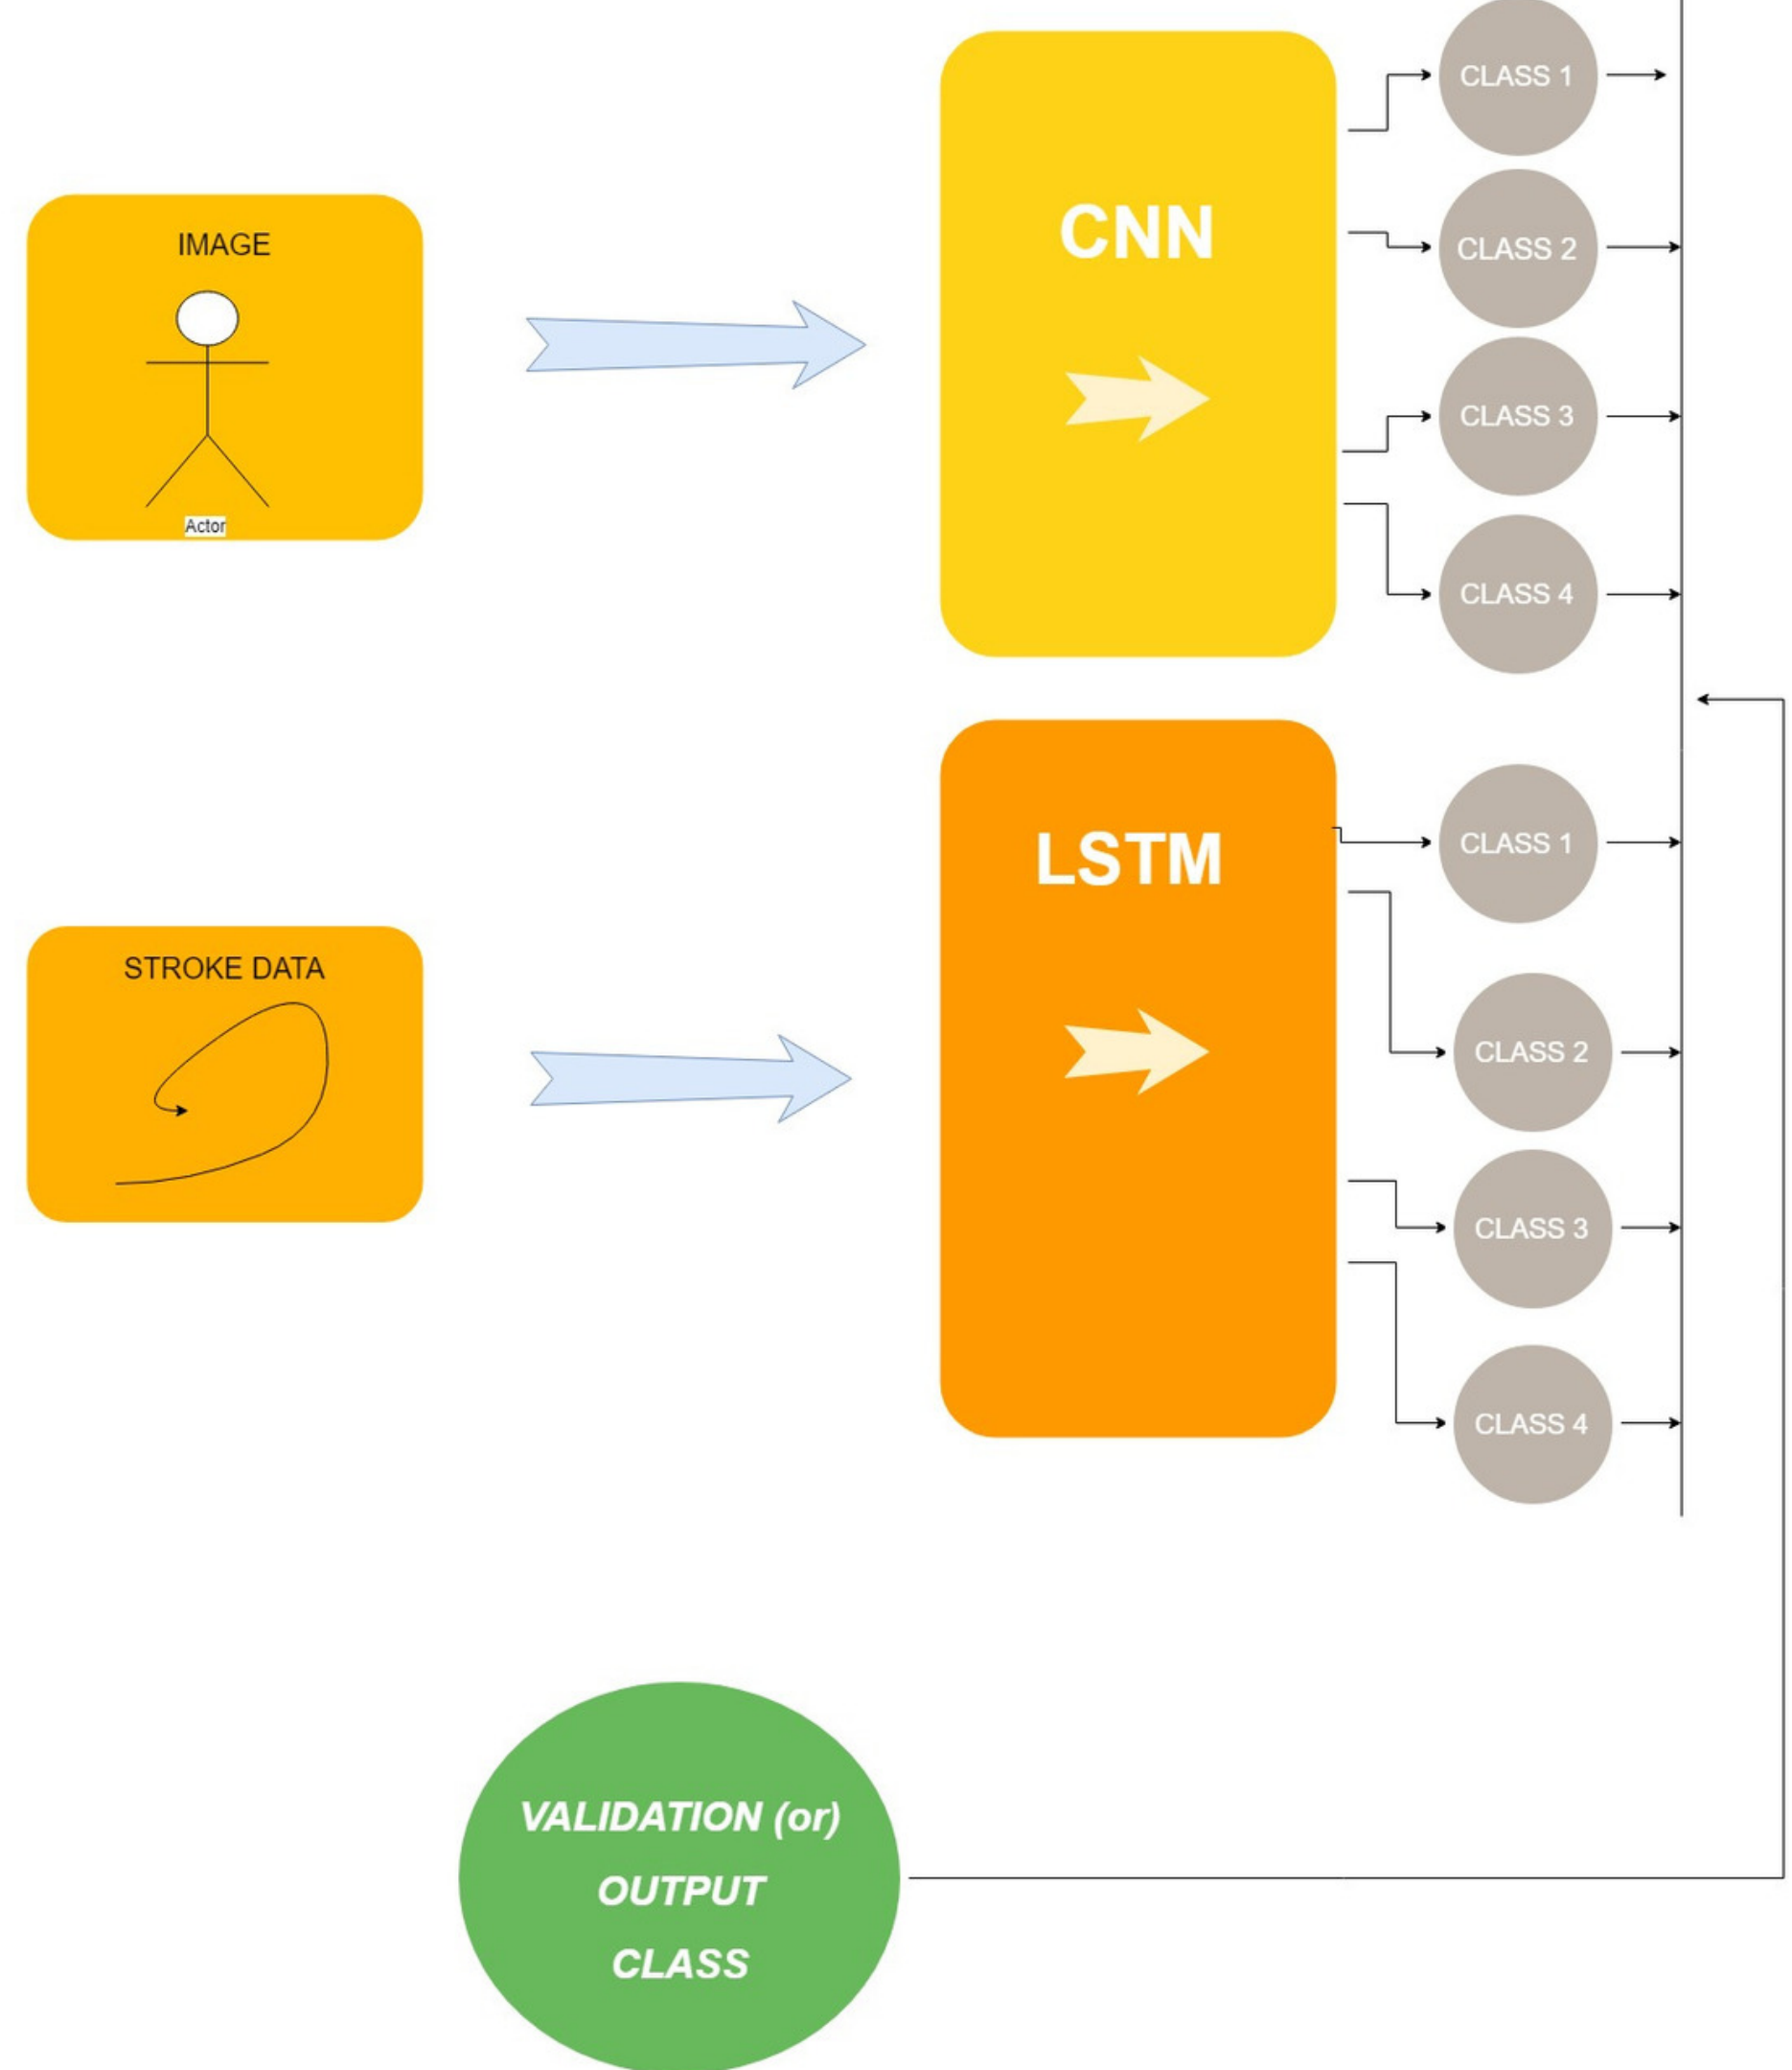 IMAGE
Actor
CNN
CLASS 1
CLASS 2
CLASS 3
CLASS 4
STROKE DATA
LSTM
CLASS 1
CLASS 2
CLASS 3
CLASS 4
VALIDATION (or)
OUTPUT
CLASS